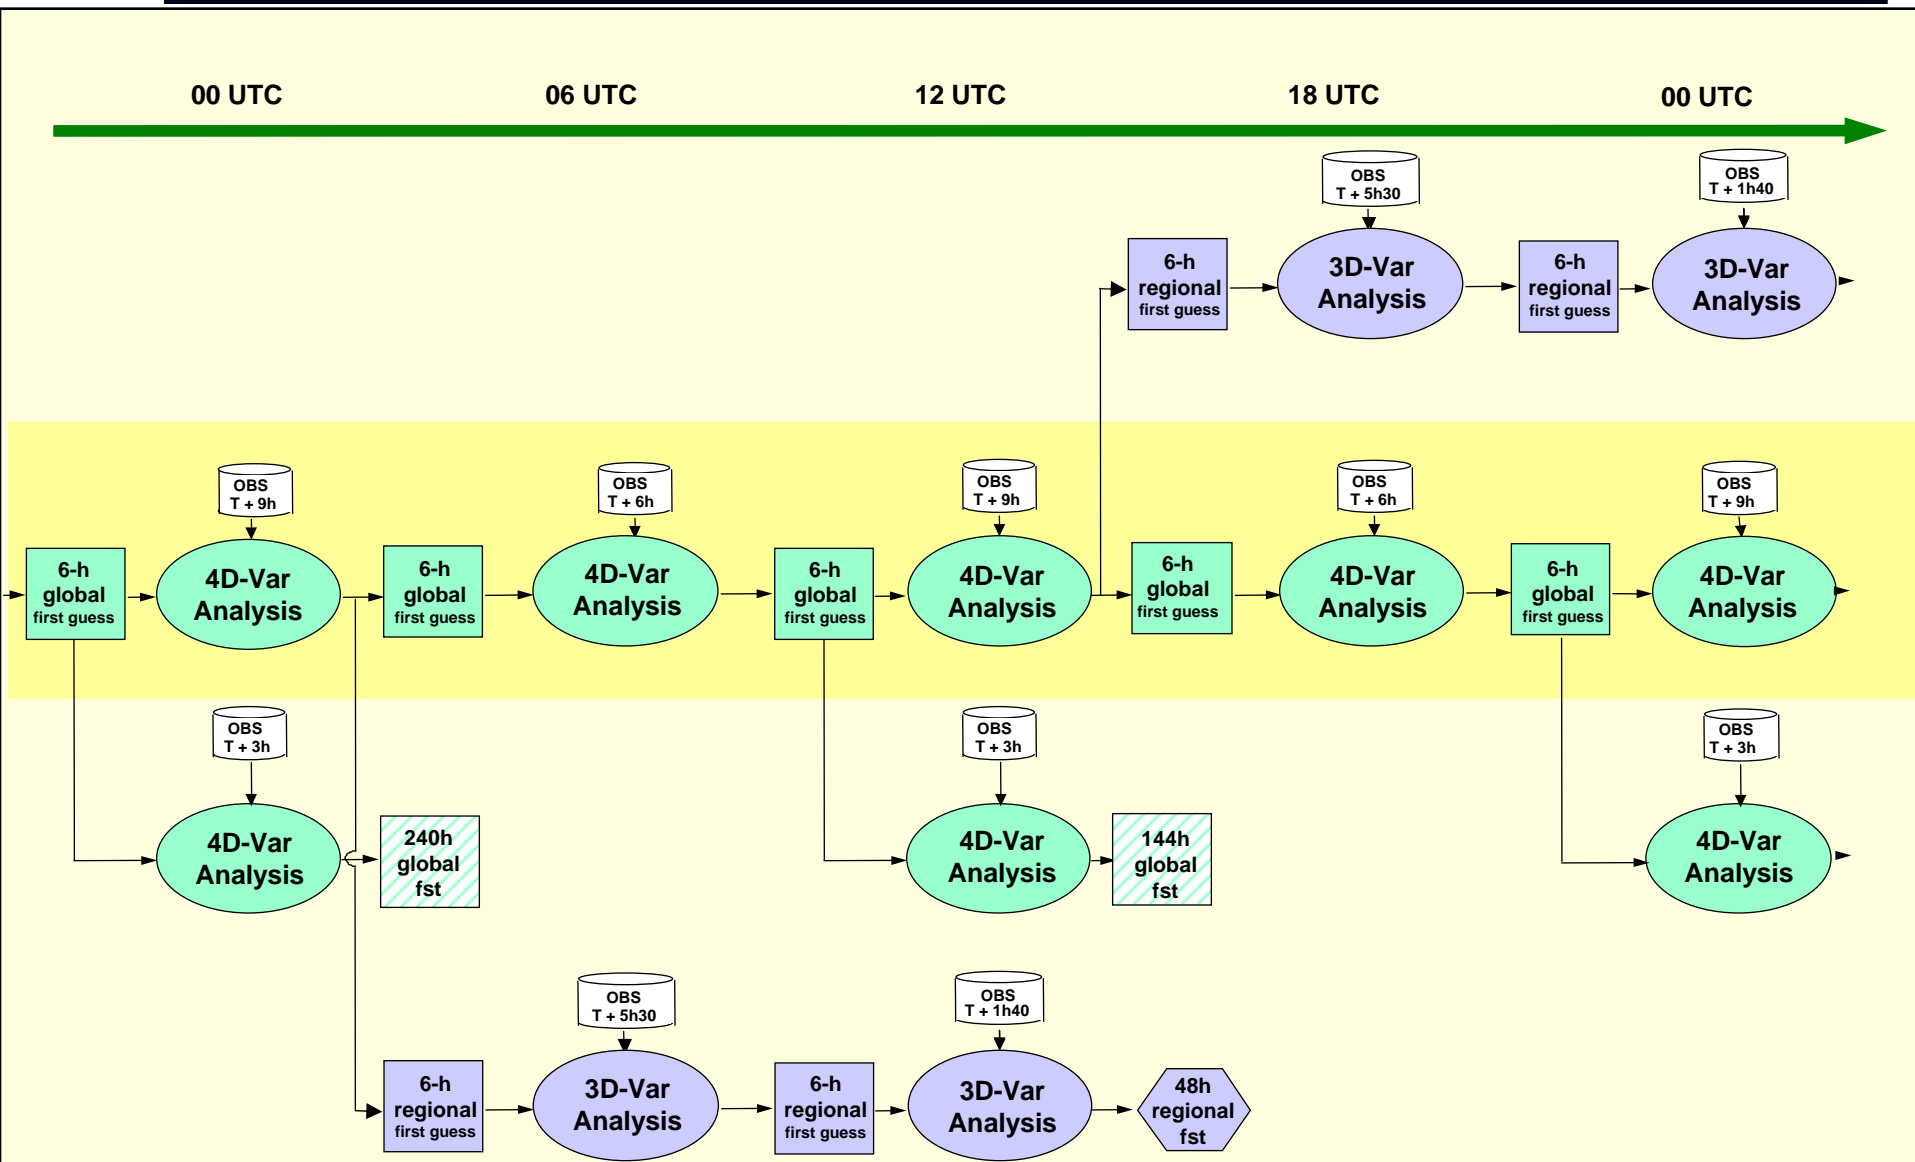 00 UTC
06 UTC
12 UTC
18 UTC
00 UTC
OBS
T + 5h30
OBS
T + 1h40
6-h
regional
first guess
3D-Var
Analysis
6-h
regional
first guess
3D-Var
Analysis
OBS
T + 9h
OBS
T + 6h
OBS
T + 9h
OBS
T + 6h
OBS
T + 9h
6-h
global
first guess
4D-Var
Analysis
6-h
global
first guess
4D-Var
Analysis
6-h
global
first guess
4D-Var
Analysis
6-h
global
first guess
4D-Var
Analysis
6-h
global
first guess
4D-Var
Analysis
OBS
T + 3h
OBS
T + 3h
OBS
T + 3h
4D-Var
Analysis
240h
global
fst
4D-Var
Analysis
144h
global
fst
4D-Var
Analysis
OBS
T + 5h30
OBS
T + 1h40
6-h
regional
first guess
3D-Var
Analysis
6-h
regional
first guess
3D-Var
Analysis
48h
regional
fst